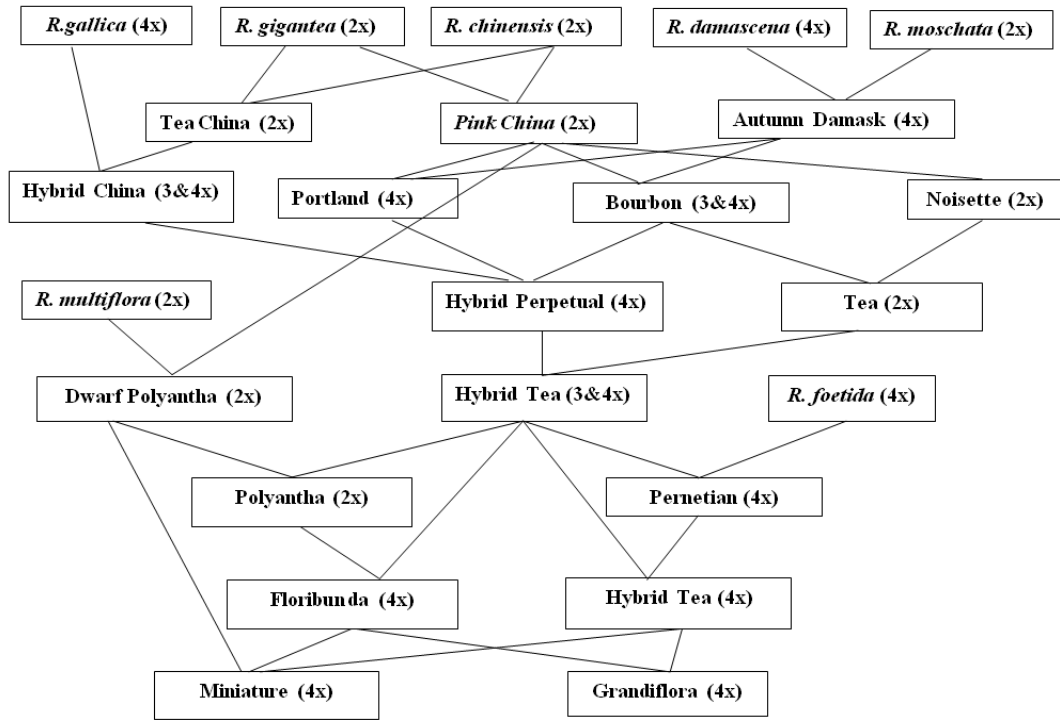 R.gallica (4x)
R. gigantea (2x)
R. chinensis (2x)
R. damascena (4x)
R. moschata (2x)
Tea China (2x)
Pink China (2x)
Autumn Damask (4x)
Hybrid China (3&4x)
Portland (4x)
Bourbon (3&4x)
Noisette (2x)
R. multiflora (2x)
Hybrid Perpetual (4x)
Tea (2x)
Dwarf Polyantha (2x)
Hybrid Tea (3&4x)
R. foetida (4x)
Polyantha (2x)
Pernetian (4x)
Floribunda (4x)
Hybrid Tea (4x)
Miniature (4x)
Grandiflora (4x)